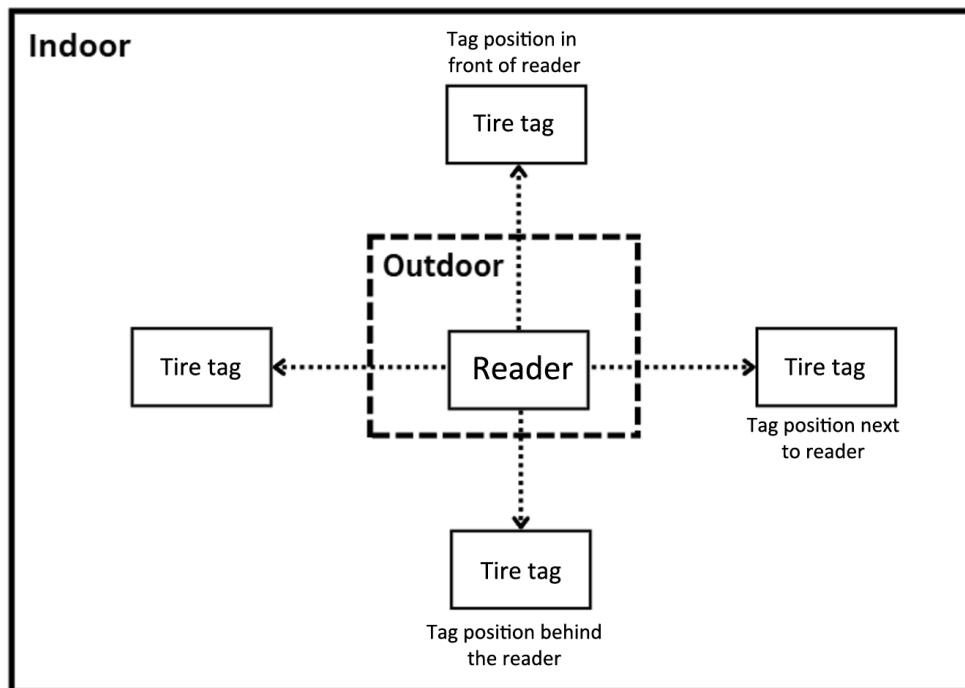 Indoor
Tag position in
front of reader
Tire tag
Outdoor
Tire tag
Reader
Tire tag
Tag position next
to reader
Tire tag
Tag position behind
the reader